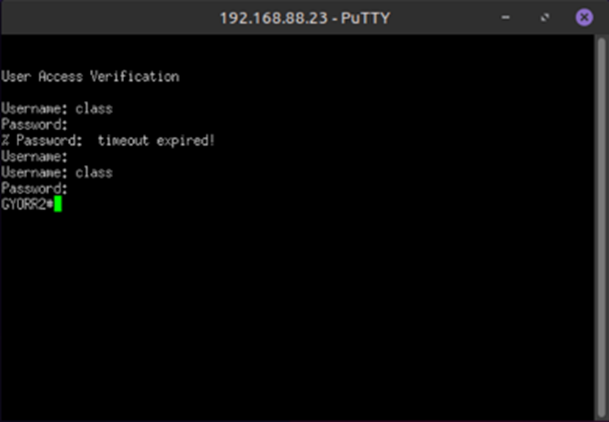 192.168.88.23 - PuTTY
User Access Verification
Username: class
Password:
% Password:  timeout expired!
Username:
Username: class
Password:
GYORR2#